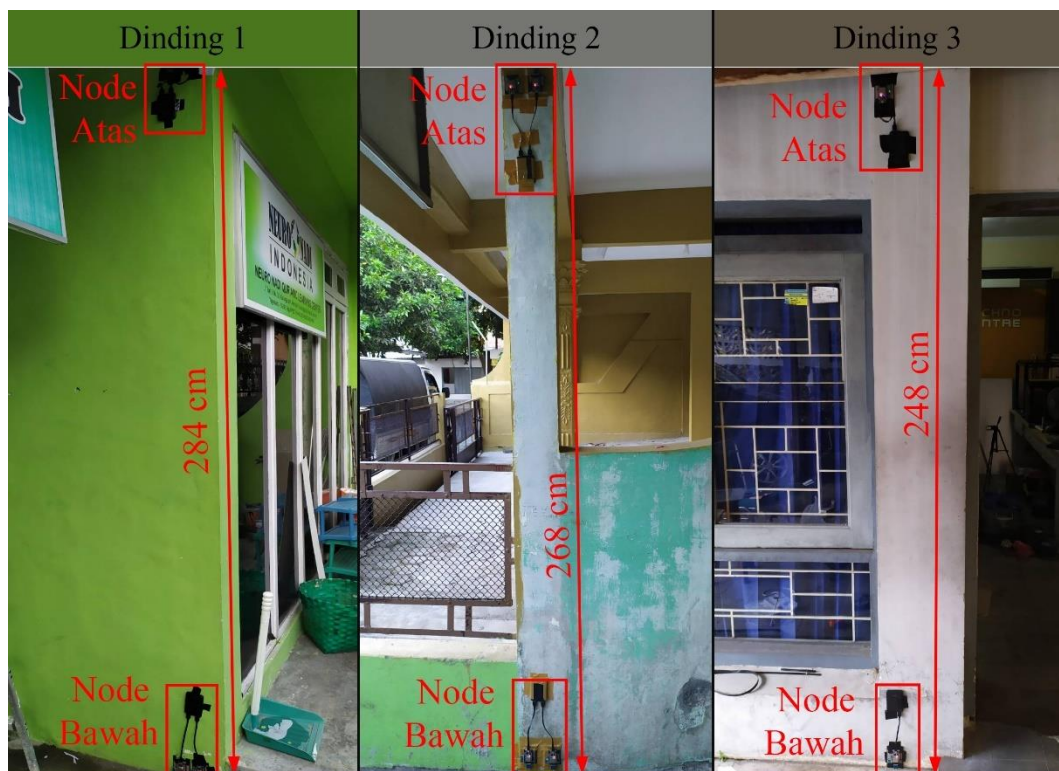 Dinding 1
Dinding 2
Dinding 3
Node
Atas
Node
Atas
Node
Atas
INDONESIA
284 cm
268 cm
248 cm
Node
Bawah
Node
Bawah
Node
Bawah